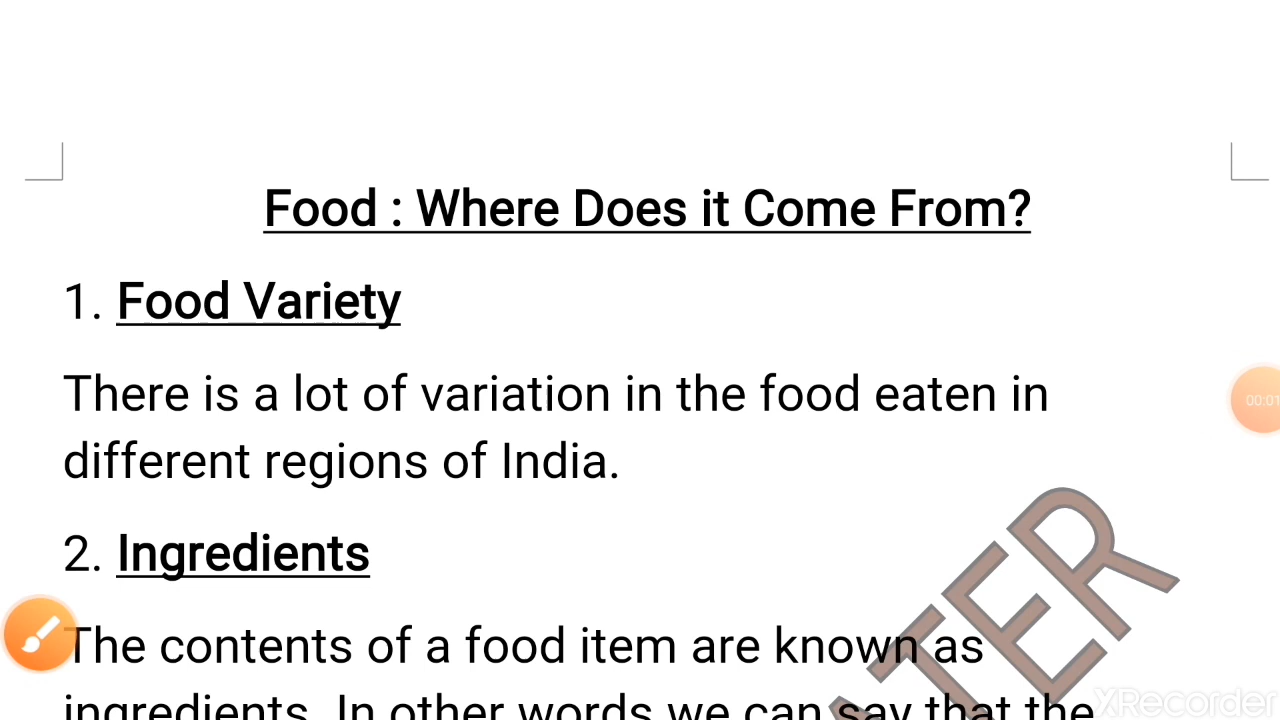 Food : Where Does it Come From?
1. Food Variety
There is a lot of variation in the food eaten in
different regions of India.
00:01
2. Ingredients
The contents of a food item are known as
ingredients. In other words we can say that the
TER
XRecorder